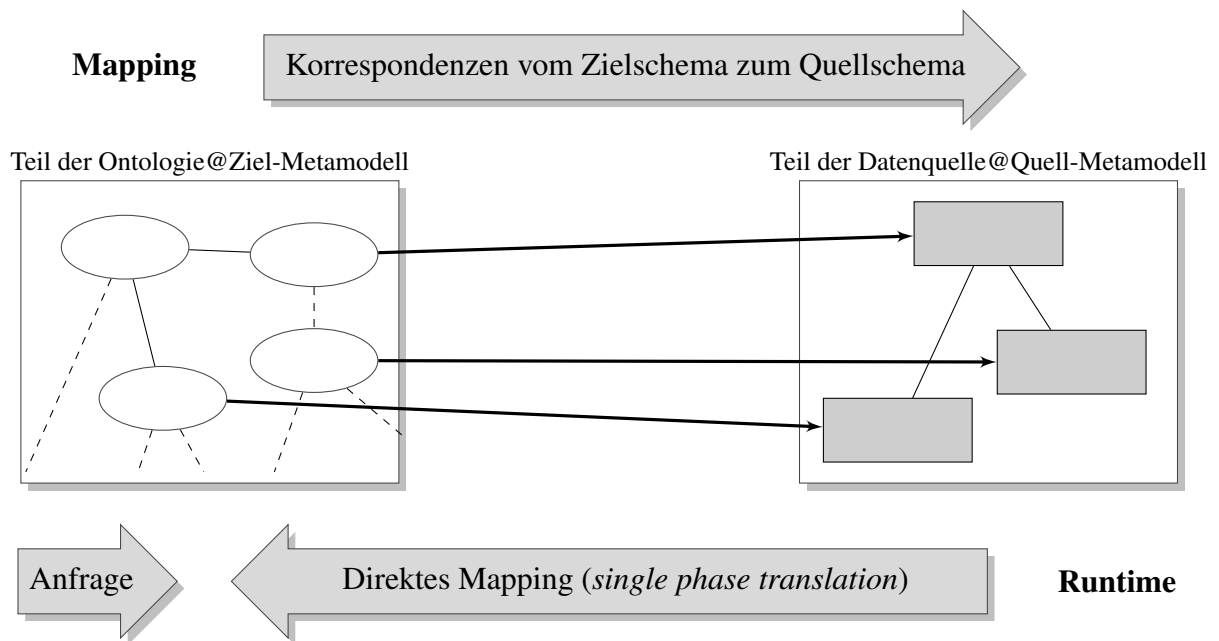 Mapping
Korrespondenzen vom Zielschema zum Quellschema
Teil der Ontologie@Ziel-Metamodell
Teil der Datenquelle@Quell-Metamodell
Anfrage
Direktes Mapping (single phase translation)
Runtime